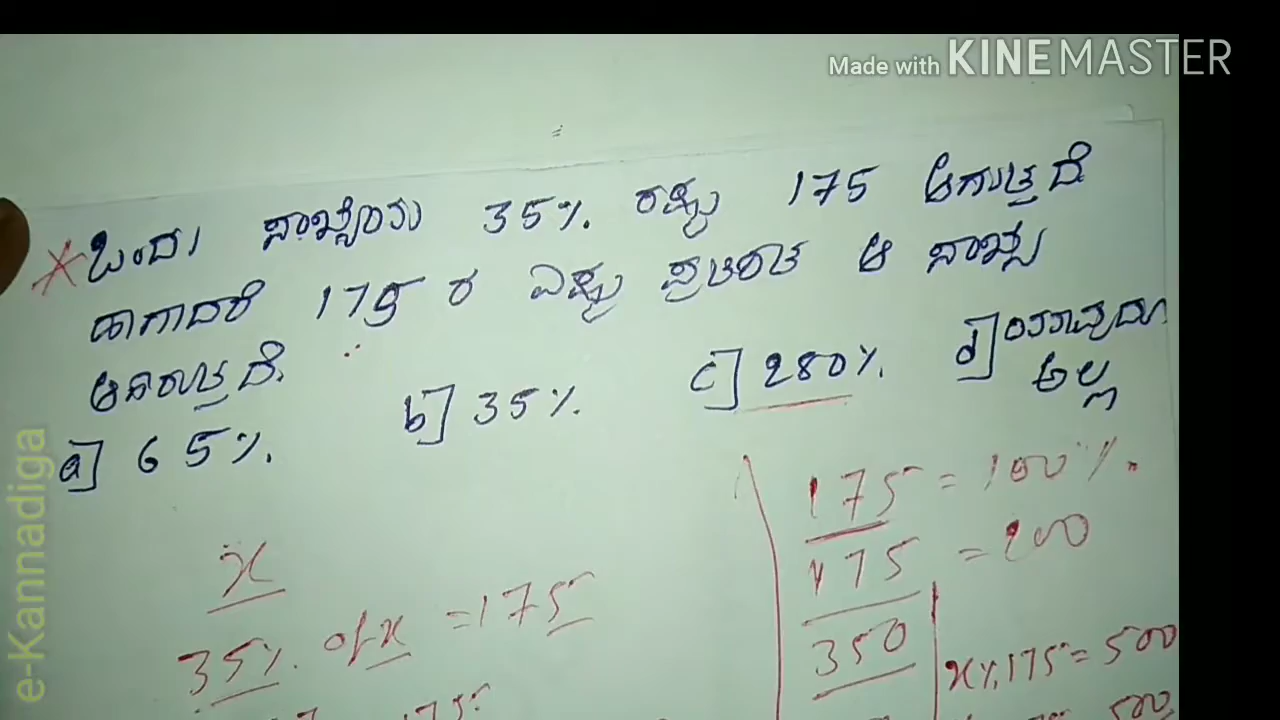 Made with KINEMASTER
* ಒಂದು ಸಂಖ್ಯೆಯ 35% ರಷ್ಟು 175 ಆಗುತ್ತದೆ
ಹಾಗಾದರೆ 175 ರ ಎಷ್ಟು ಪ್ರತಿಶತ ಆ ಸಂಖ್ಯೆ
ಆಗಿರುತ್ತದೆ.
a] 65%. b] 35%. c] 280%. d] ಯಾವುದೂ ಅಲ್ಲ
x
35% of x = 175
175 = 100%.
175 = 200
350
x% 175 = 500
e-Kannadiga